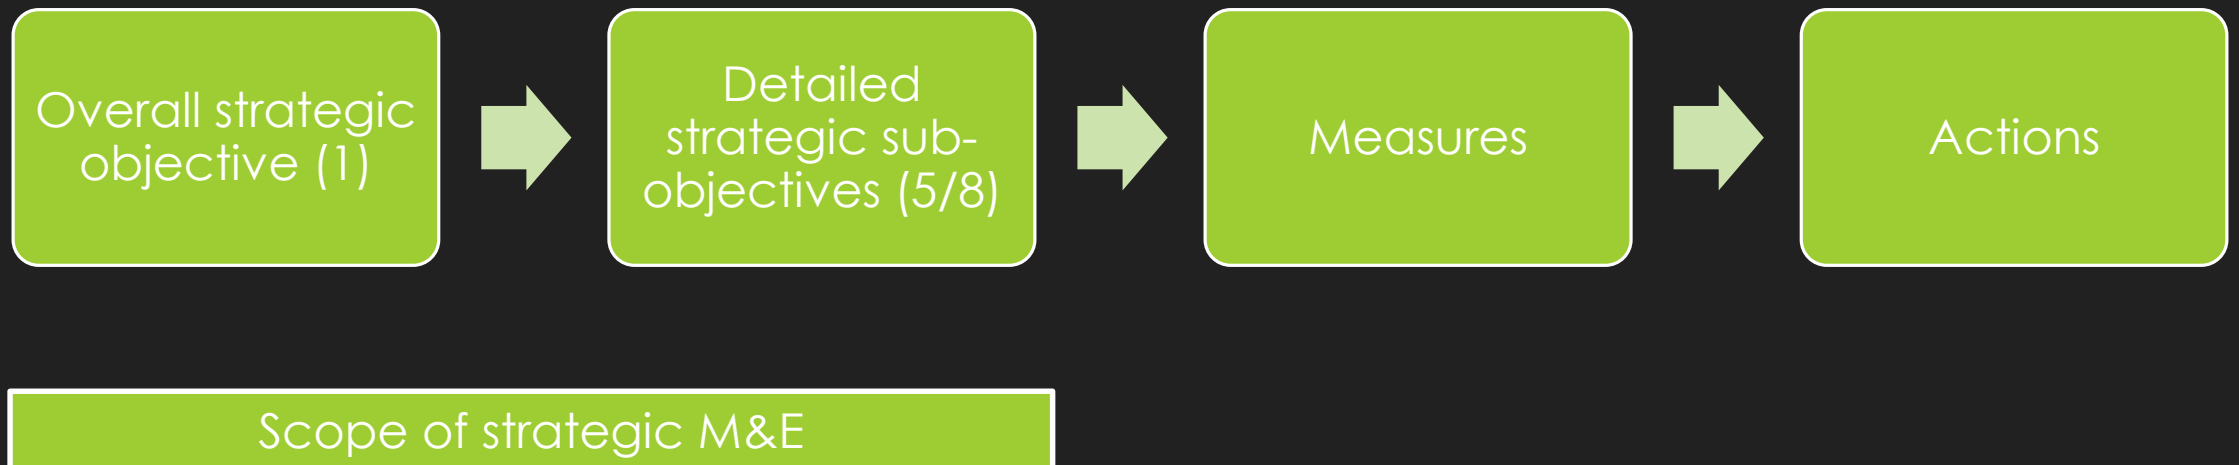 Overall strategic
objective (1)
Detailed
strategic sub-
objectives (5/8)
Measures
Actions
Scope of strategic M&E